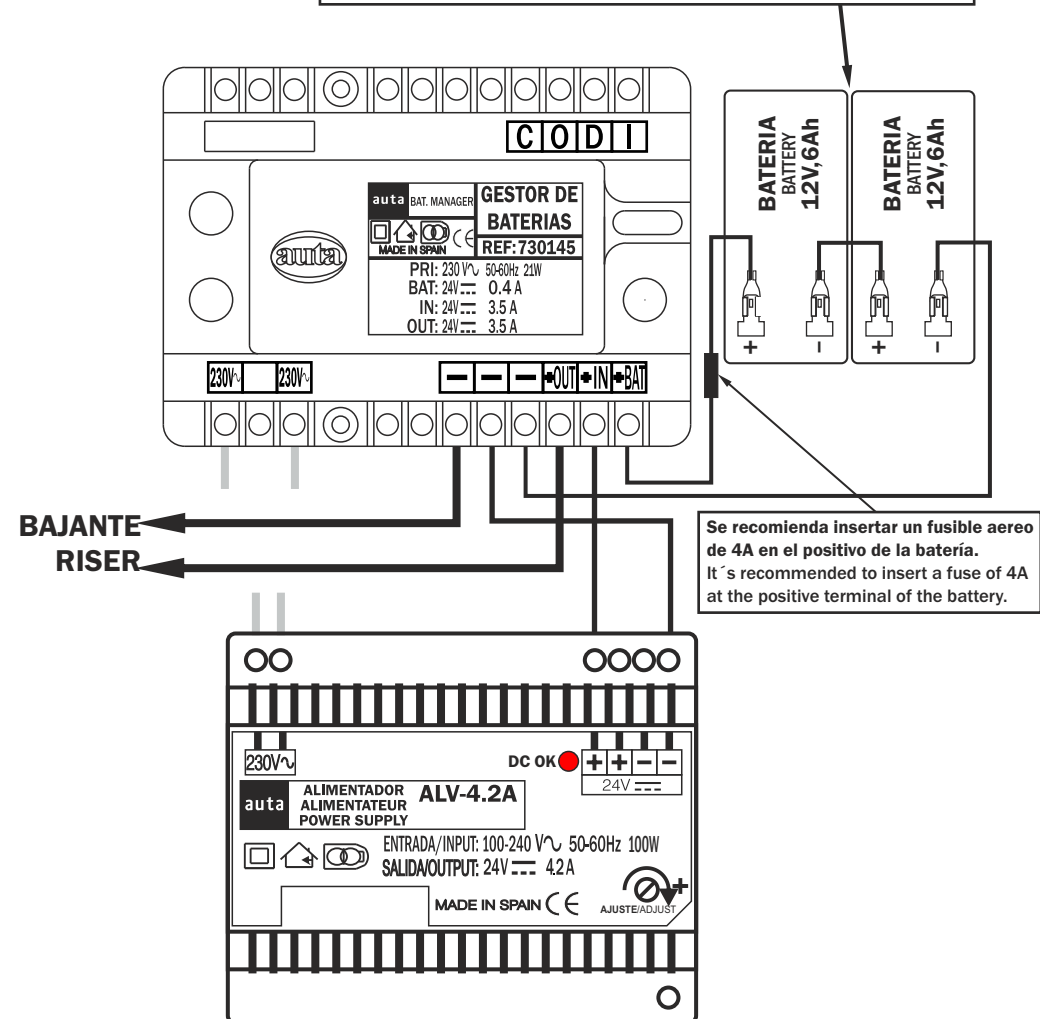 C O D I
auta BAT. MANAGER
GESTOR DE
BATERIAS
MADE IN SPAIN CE
REF:730145
PRI: 230 V~ 50-60Hz 21W
BAT: 24V⎓ 0.4 A
IN: 24V⎓ 3.5 A
OUT: 24V⎓ 3.5 A
auta
230V~ 230V~
− − − +OUT +IN +BAT
BATERIA
BATTERY
12V,6Ah
+ −
BATERIA
BATTERY
12V,6Ah
+ −
BAJANTE
RISER
Se recomienda insertar un fusible aereo
de 4A en el positivo de la batería.
It´s recommended to insert a fuse of 4A
at the positive terminal of the battery.
230V~
DC OK
+ + − −
24V⎓
auta
ALIMENTADOR
ALIMENTATEUR
POWER SUPPLY
ALV-4.2A
ENTRADA/INPUT: 100-240 V~ 50-60Hz 100W
SALIDA/OUTPUT: 24V⎓ 4.2A
MADE IN SPAIN CE
+
AJUSTE/ADJUST